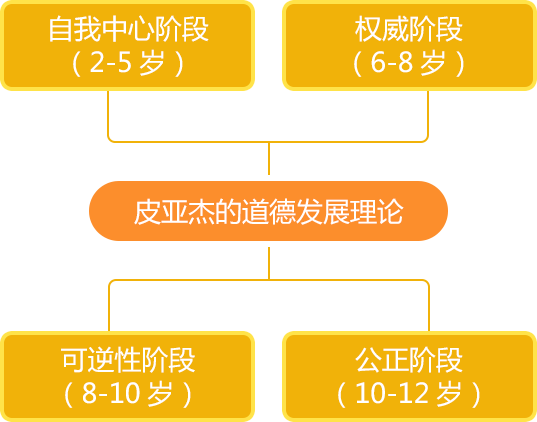 自我中心阶段
（2-5 岁）
权威阶段
（6-8 岁）
皮亚杰的道德发展理论
可逆性阶段
（8-10 岁）
公正阶段
（10-12 岁）